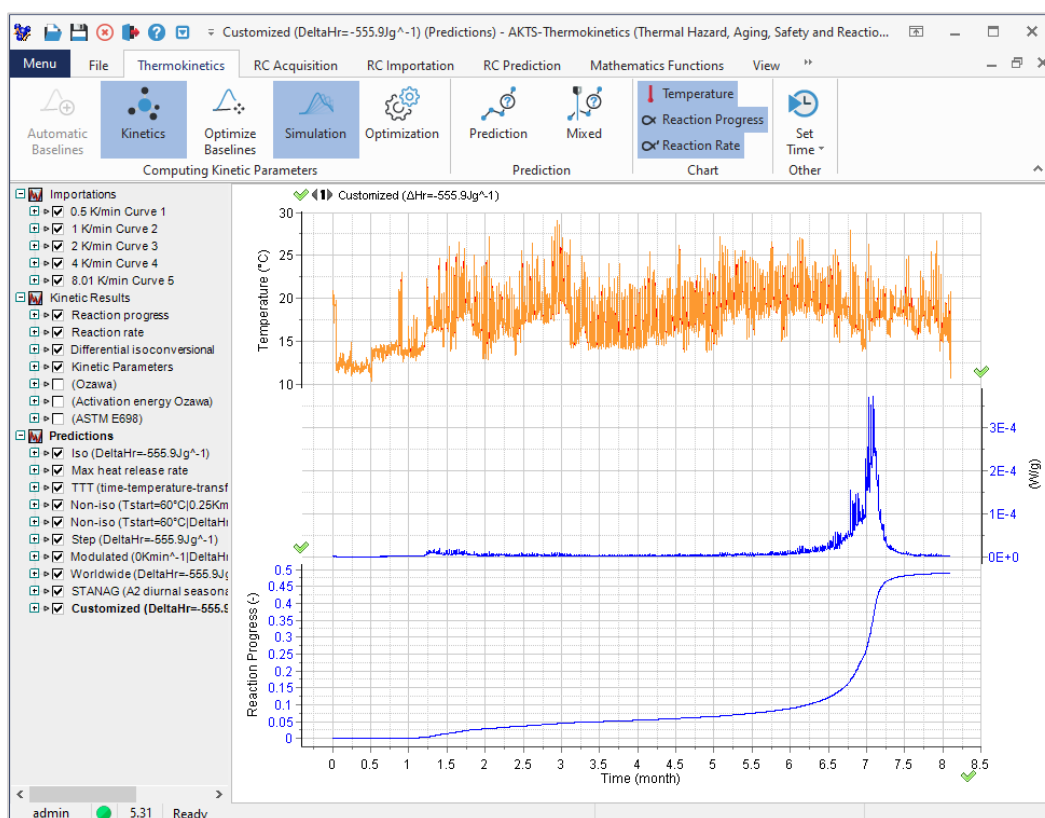 Customized (DeltaHr=-555.9Jg^-1) (Predictions) - AKTS-Thermokinetics (Thermal Hazard, Aging, Safety and Reactio...
Menu File Thermokinetics RC Acquisition RC Importation RC Prediction Mathematics Functions View
Automatic Baselines
Kinetics
Optimize Baselines
Simulation
Optimization
Prediction
Mixed
Temperature
α Reaction Progress
α' Reaction Rate
Set Time
Computing Kinetic Parameters Prediction Chart Other
Importations
0.5 K/min Curve 1
1 K/min Curve 2
2 K/min Curve 3
4 K/min Curve 4
8.01 K/min Curve 5
Kinetic Results
Reaction progress
Reaction rate
Differential isoconversional
Kinetic Parameters
(Ozawa)
(Activation energy Ozawa)
(ASTM E698)
Predictions
Iso (DeltaHr=-555.9Jg^-1)
Max heat release rate
TTT (time-temperature-transf
Non-iso (Tstart=60°C|0.25Km
Non-iso (Tstart=60°C|DeltaHr
Step (DeltaHr=-555.9Jg^-1)
Modulated (0Kmin^-1|DeltaHr
Worldwide (DeltaHr=-555.9Jg
STANAG (A2 diurnal seasona
Customized (DeltaHr=-555.9
1 Customized (ΔHr=-555.9Jg^-1)
Temperature (°C)
30
25
20
15
10
3E-4
2E-4
1E-4
0E+0
(W/g)
Reaction Progress (-)
0.5
0.45
0.4
0.35
0.3
0.25
0.2
0.15
0.1
0.05
0
0 0.5 1 1.5 2 2.5 3 3.5 4 4.5 5 5.5 6 6.5 7 7.5 8 8.5
Time (month)
admin 5.31 Ready